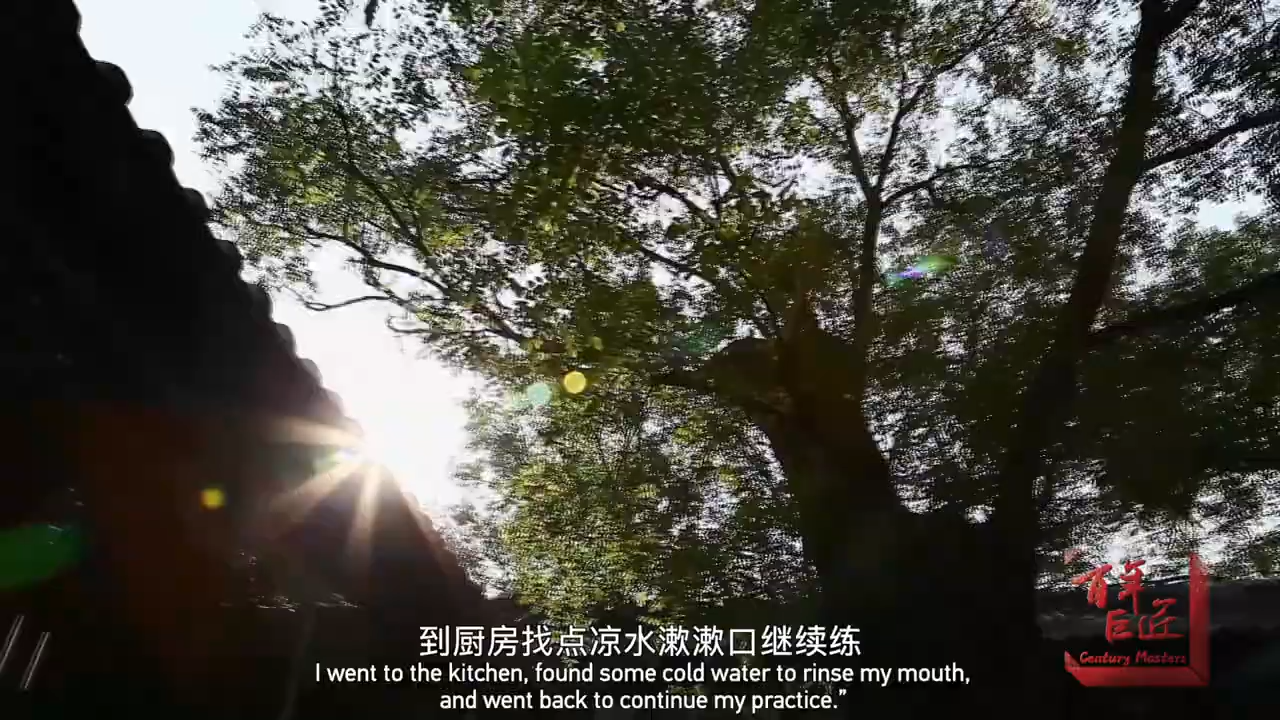 到厨房找点凉水漱漱口继续练
I went to the kitchen, found some cold water to rinse my mouth,
and went back to continue my practice.”
百年
巨匠
Century Masters